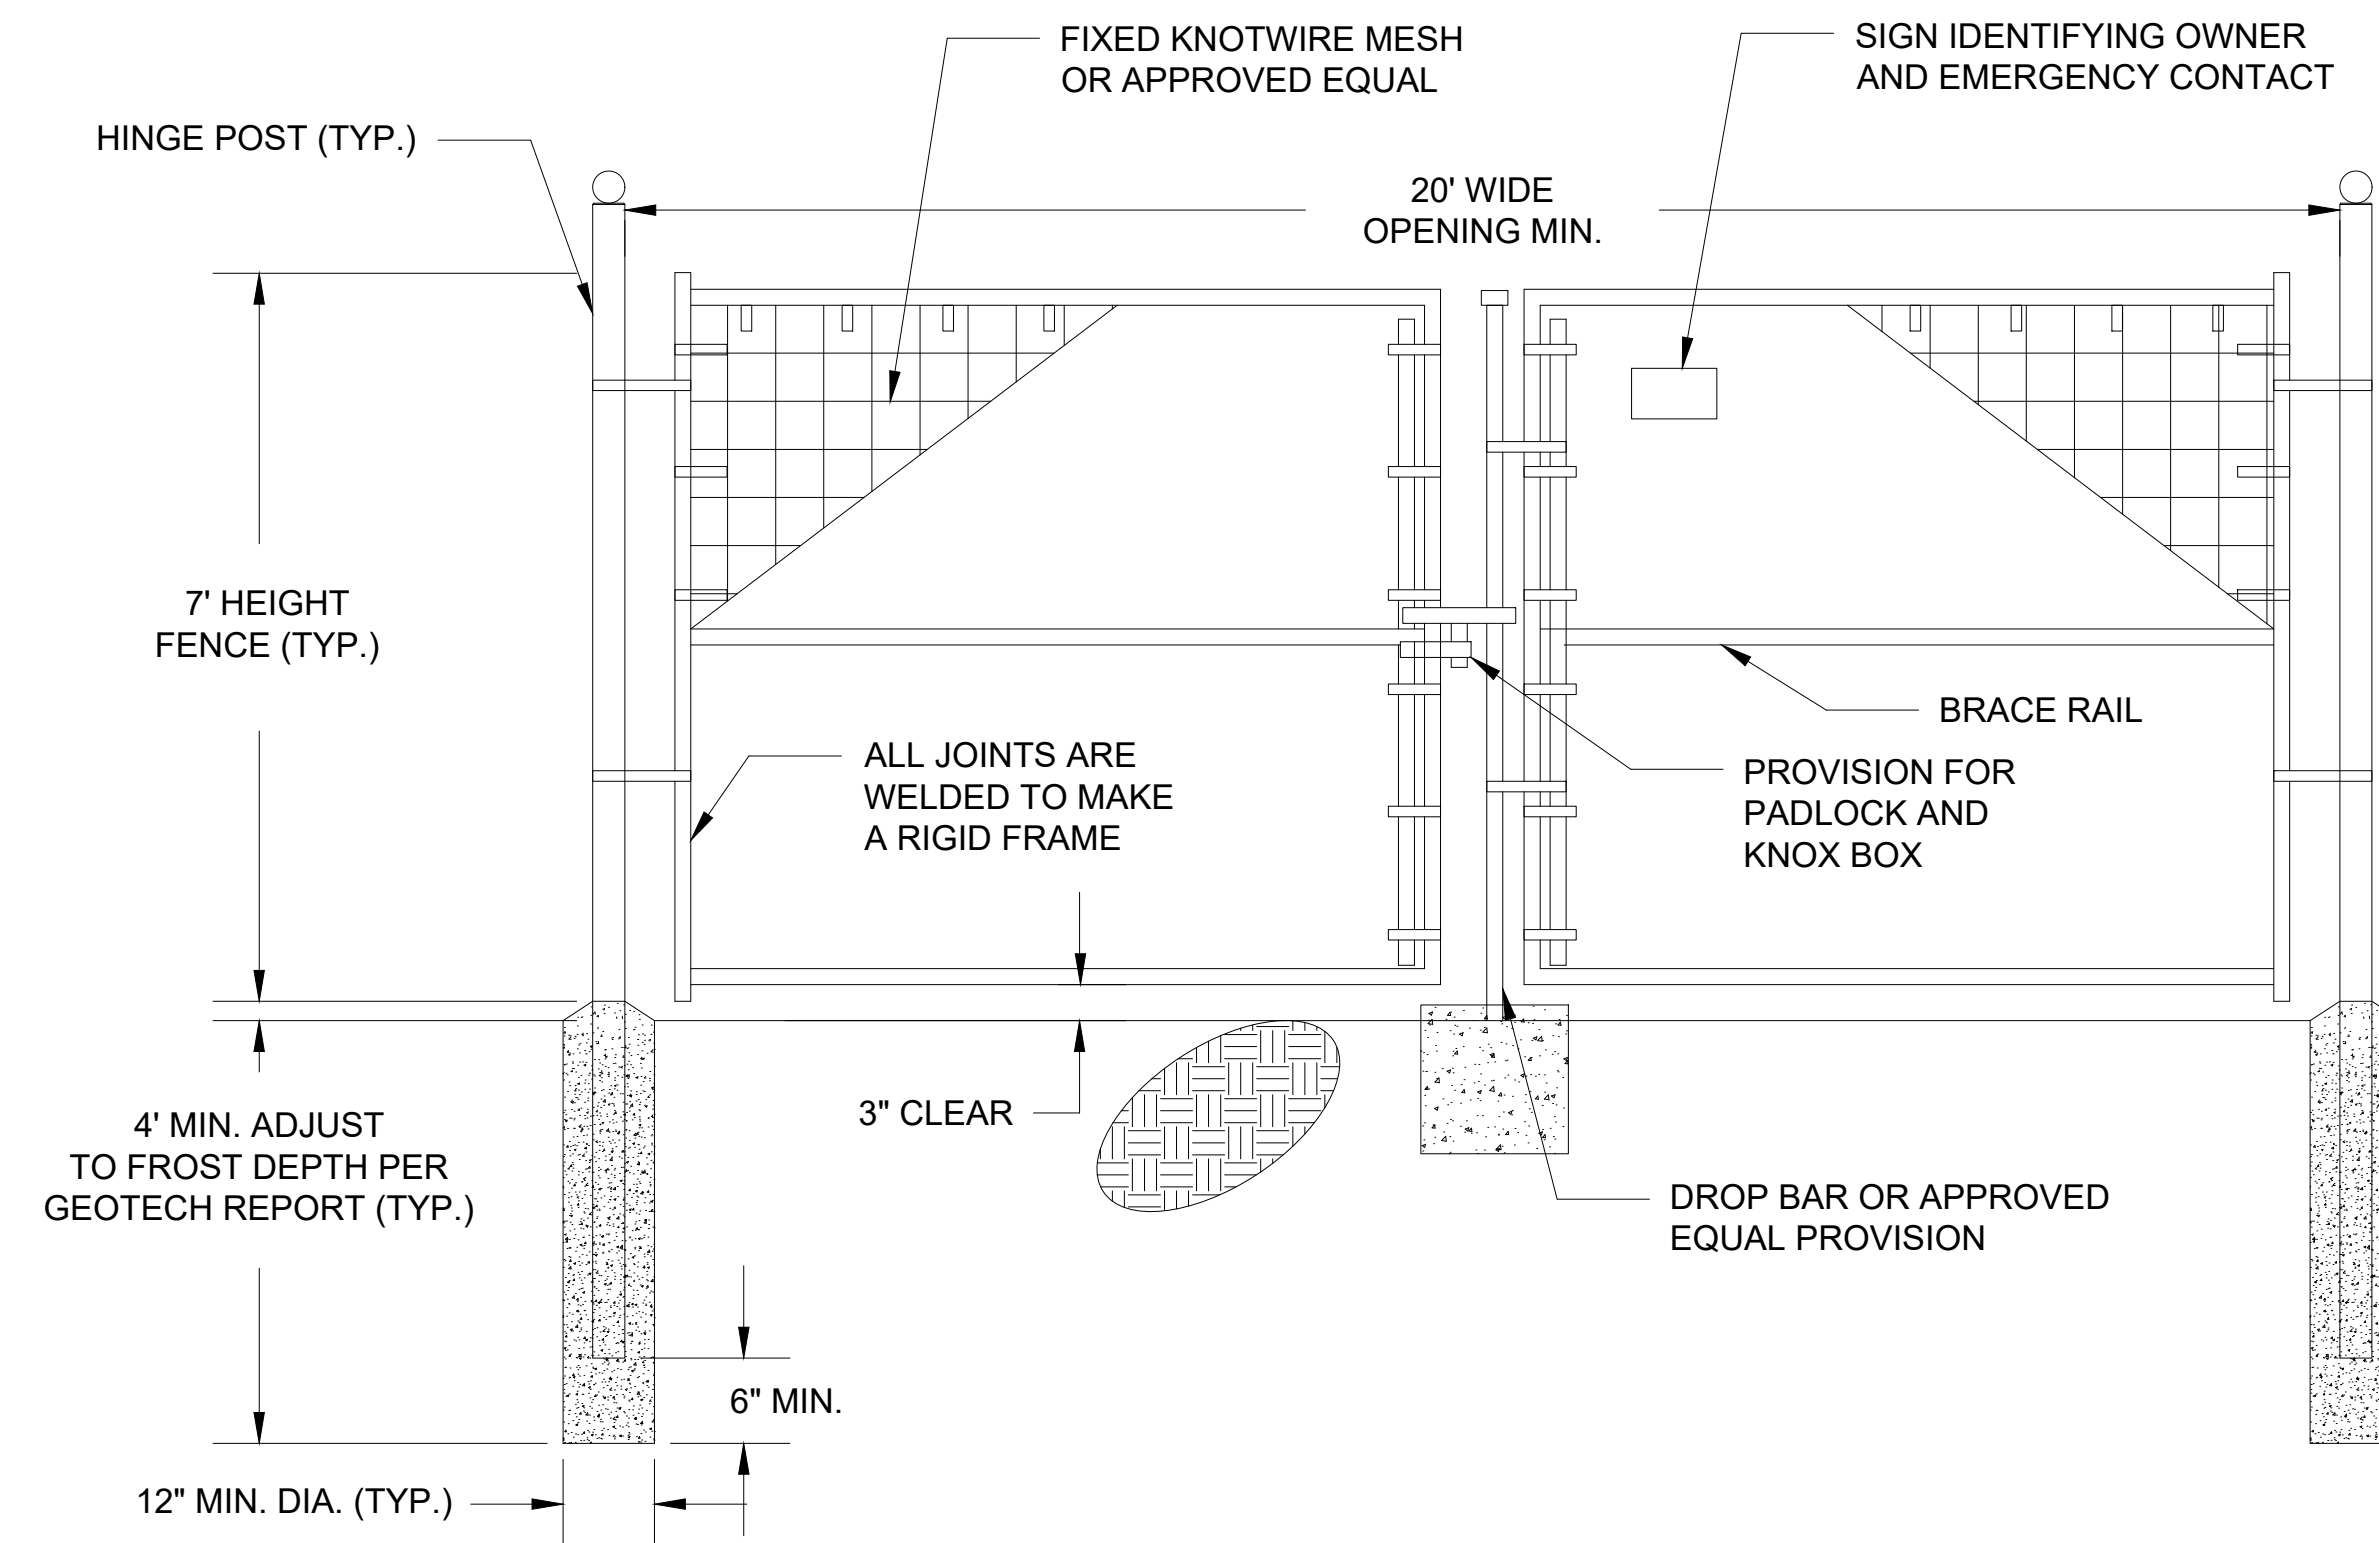 FIXED KNOTWIRE MESH
OR APPROVED EQUAL
SIGN IDENTIFYING OWNER
AND EMERGENCY CONTACT
HINGE POST (TYP.)
20' WIDE
OPENING MIN.
7' HEIGHT
FENCE (TYP.)
BRACE RAIL
ALL JOINTS ARE
WELDED TO MAKE
A RIGID FRAME
PROVISION FOR
PADLOCK AND
KNOX BOX
4' MIN. ADJUST
TO FROST DEPTH PER
GEOTECH REPORT (TYP.)
3" CLEAR
DROP BAR OR APPROVED
EQUAL PROVISION
6" MIN.
12" MIN. DIA. (TYP.)